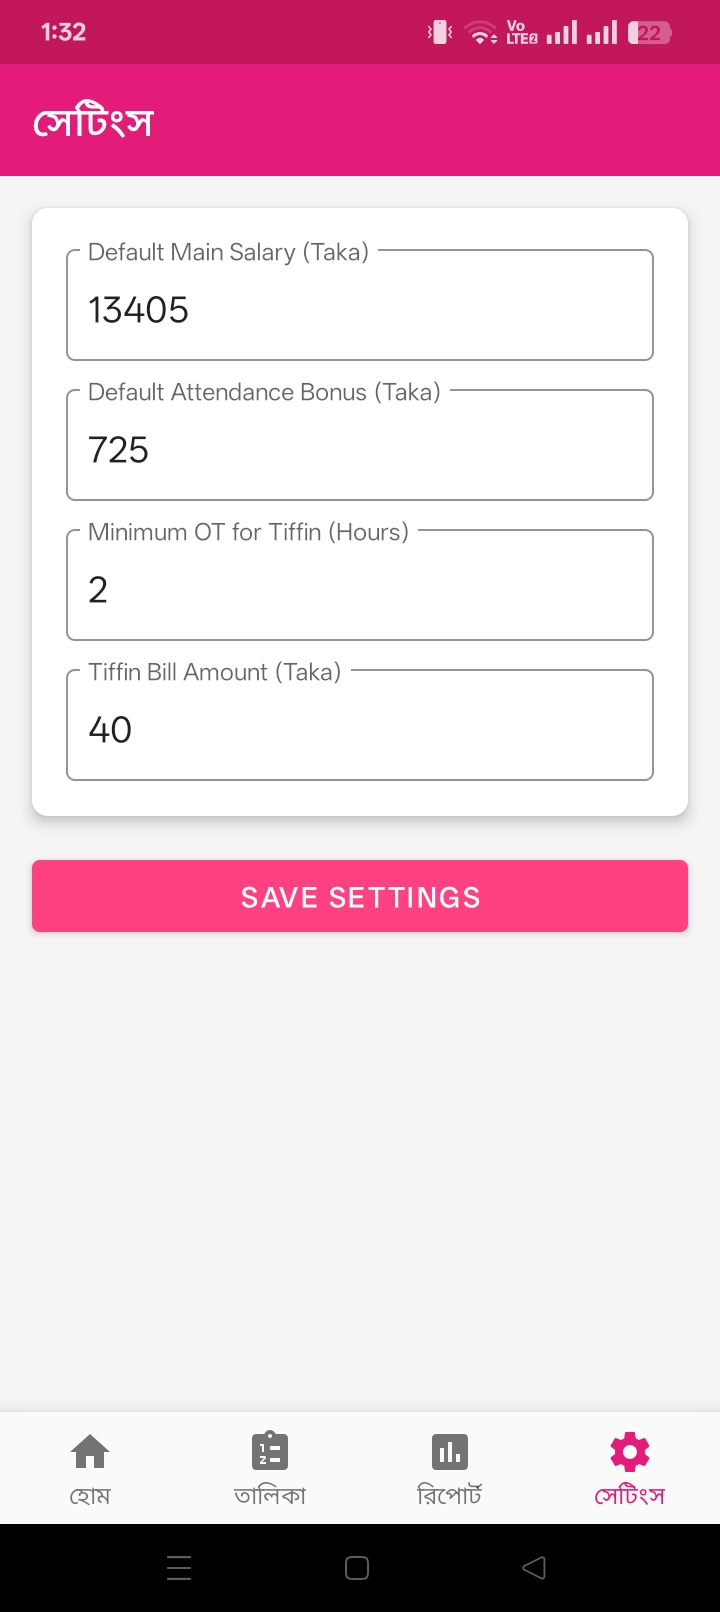 1:32
Vo
LTE2
22
সেটিংস
Default Main Salary (Taka)
13405
Default Attendance Bonus (Taka)
725
Minimum OT for Tiffin (Hours)
2
Tiffin Bill Amount (Taka)
40
SAVE SETTINGS
হোম
তালিকা
রিপোর্ট
সেটিংস